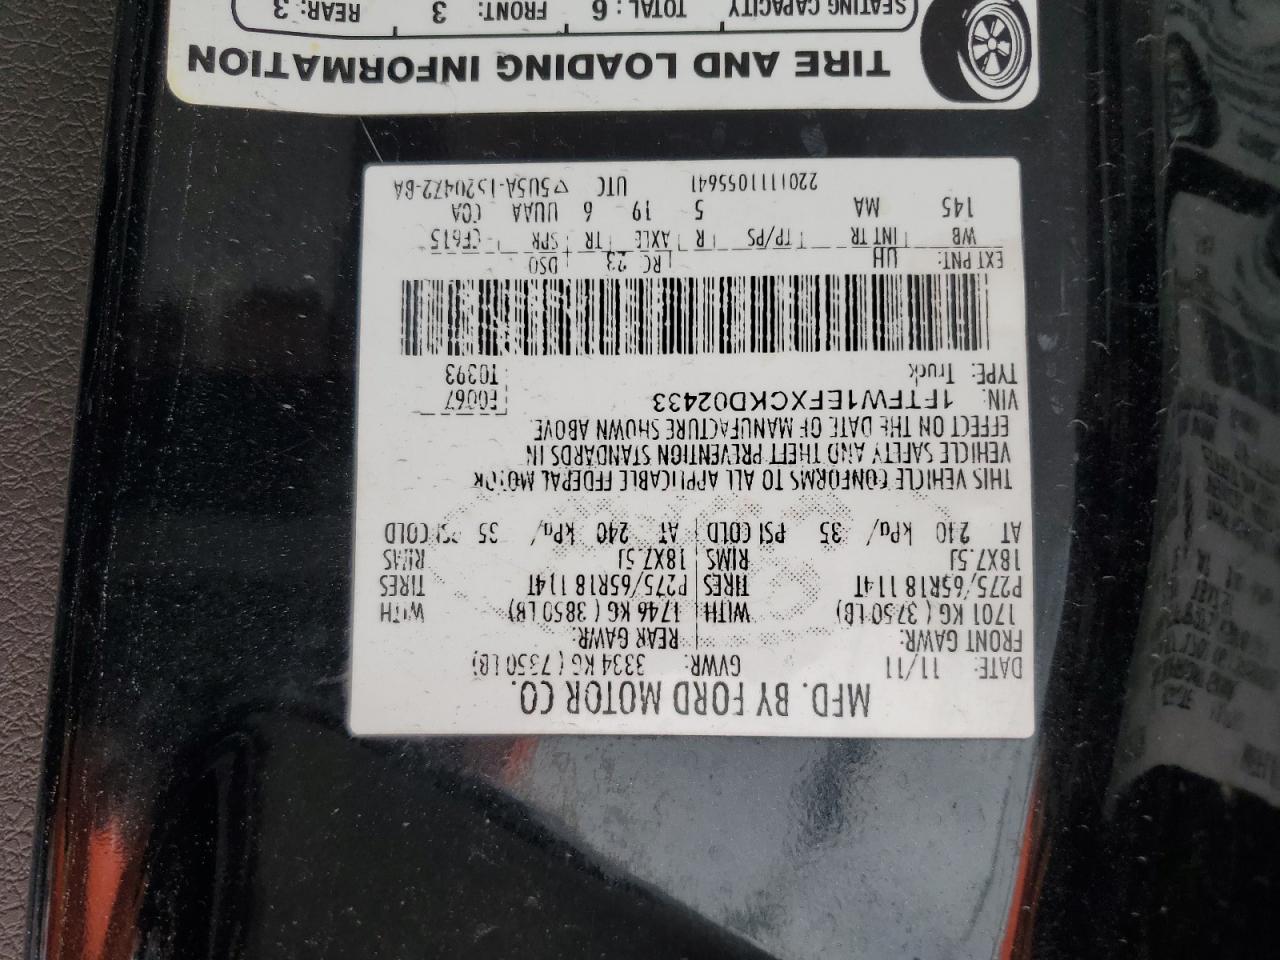 MFD. BY FORD MOTOR CO.
DATE: 11/11 GVWR: 3334 KG ( 7350 LB)
FRONT GAWR: REAR GAWR:
1701 KG ( 3750 LB) WITH 1746 KG ( 3850 LB) WITH
P275/65R18 114T TIRES P275/65R18 114T TIRES
18X7.5J RIMS 18X7.5J RIMS
AT 240 kPa/ 35 PSI COLD AT 240 kPa/ 35 PSI COLD
THIS VEHICLE CONFORMS TO ALL APPLICABLE FEDERAL MOTOR
VEHICLE SAFETY AND THEFT PREVENTION STANDARDS IN
EFFECT ON THE DATE OF MANUFACTURE SHOWN ABOVE
VIN: 1FTFW1EFXCKD02433 F0067
TYPE: Truck T0393
EXT PNT: UH RC 23 DSO
WB INT TR TP/PS R AXLE TR SPR CF615
145 MA 5 19 6 UUAA CCA
220111055641 UTC ▽5U5A-1520472-BA
TIRE AND LOADING INFORMATION
SEATING CAPACITY TOTAL: 6 FRONT: 3 REAR: 3